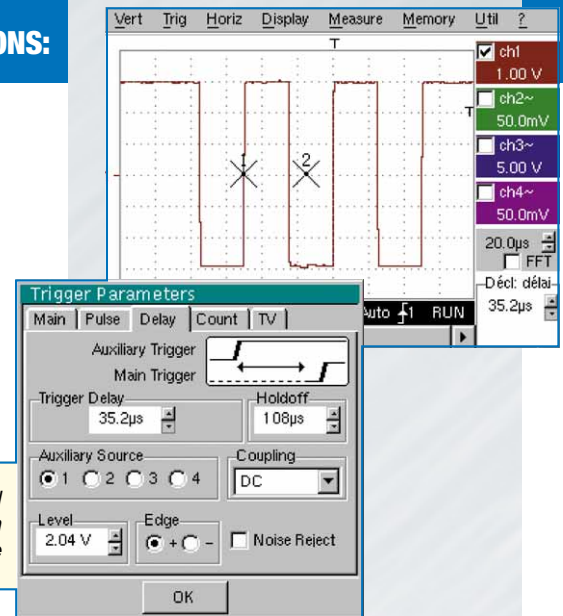 ONS:
Vert Trig Horiz Display Measure Memory Util ?
T
ch1
1.00 V
ch2~
50.0mV
T
ch3~
5.00 V
1 2
ch4~
50.0mV
20.0µs
FFT
Décl: délai
35.2µs
Auto 1 RUN
Trigger Parameters
Main Pulse Delay Count TV
Auxiliary Trigger
Main Trigger
Trigger Delay Holdoff
35.2µs 108µs
Auxiliary Source Coupling
1 2 3 4 DC
Level Edge
2.04 V + - Noise Reject
OK